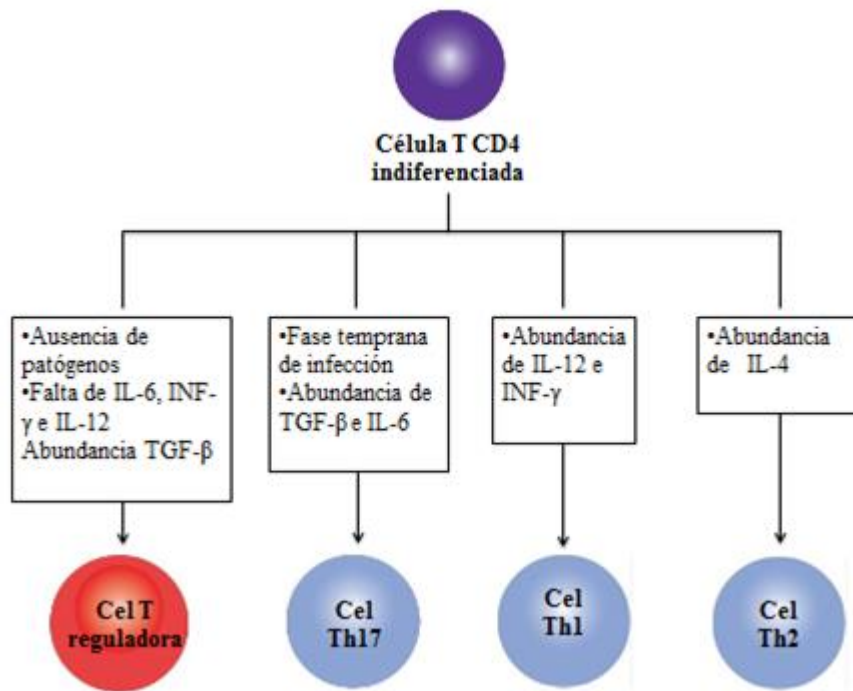 Célula T CD4
indiferenciada
•Ausencia de
patógenos
•Falta de IL-6, INF-
γ e IL-12
Abundancia TGF-β
•Fase temprana
de infección
•Abundancia de
TGF-β e IL-6
•Abundancia
de IL-12 e
INF-γ
•Abundancia
de IL-4
Cel T
reguladora
Cel
Th17
Cel
Th1
Cel
Th2